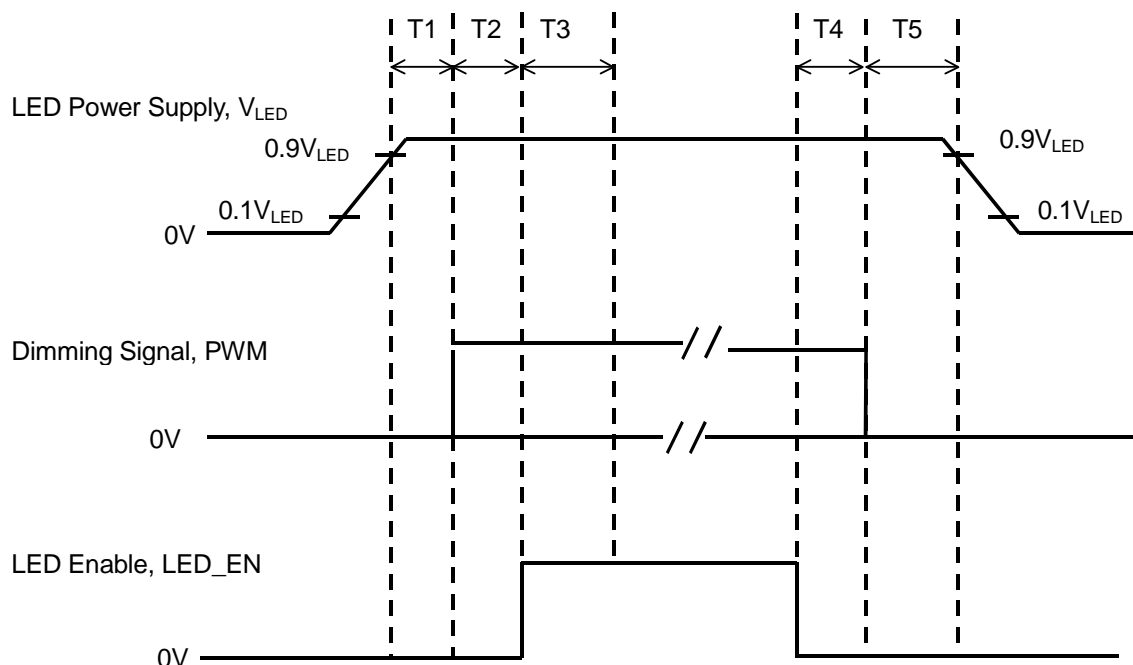 T1 T2 T3 T4 T5
LED Power Supply, VLED
0.9VLED 0.9VLED
0.1VLED 0.1VLED
0V
Dimming Signal, PWM
0V
LED Enable, LED_EN
0V